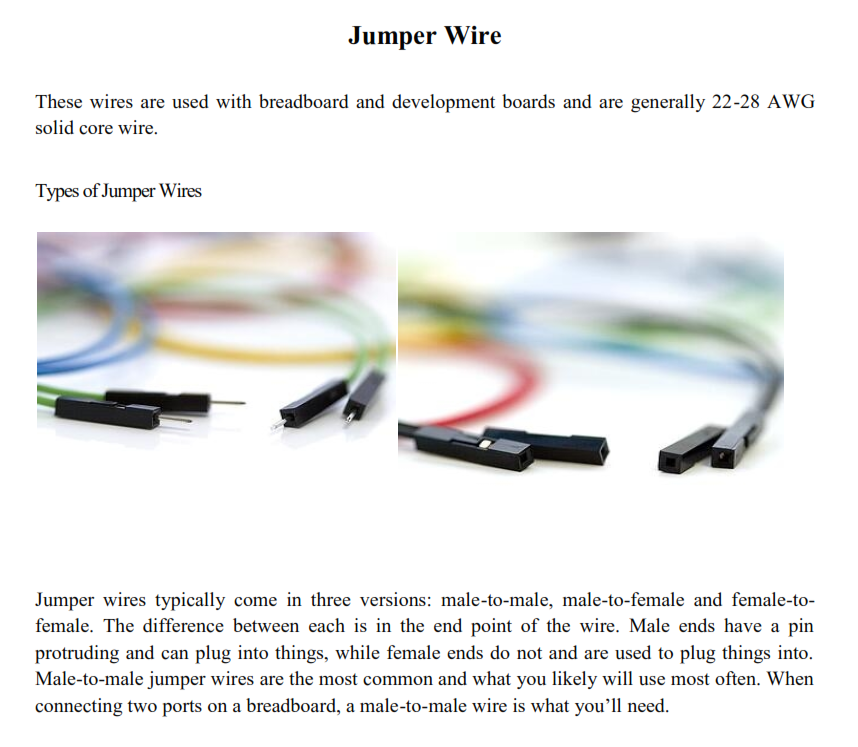 Jumper Wire
These wires are used with breadboard and development boards and are generally 22-28 AWG
solid core wire.
Types of Jumper Wires
Jumper wires typically come in three versions: male-to-male, male-to-female and female-to-
female. The difference between each is in the end point of the wire. Male ends have a pin
protruding and can plug into things, while female ends do not and are used to plug things into.
Male-to-male jumper wires are the most common and what you likely will use most often. When
connecting two ports on a breadboard, a male-to-male wire is what you’ll need.